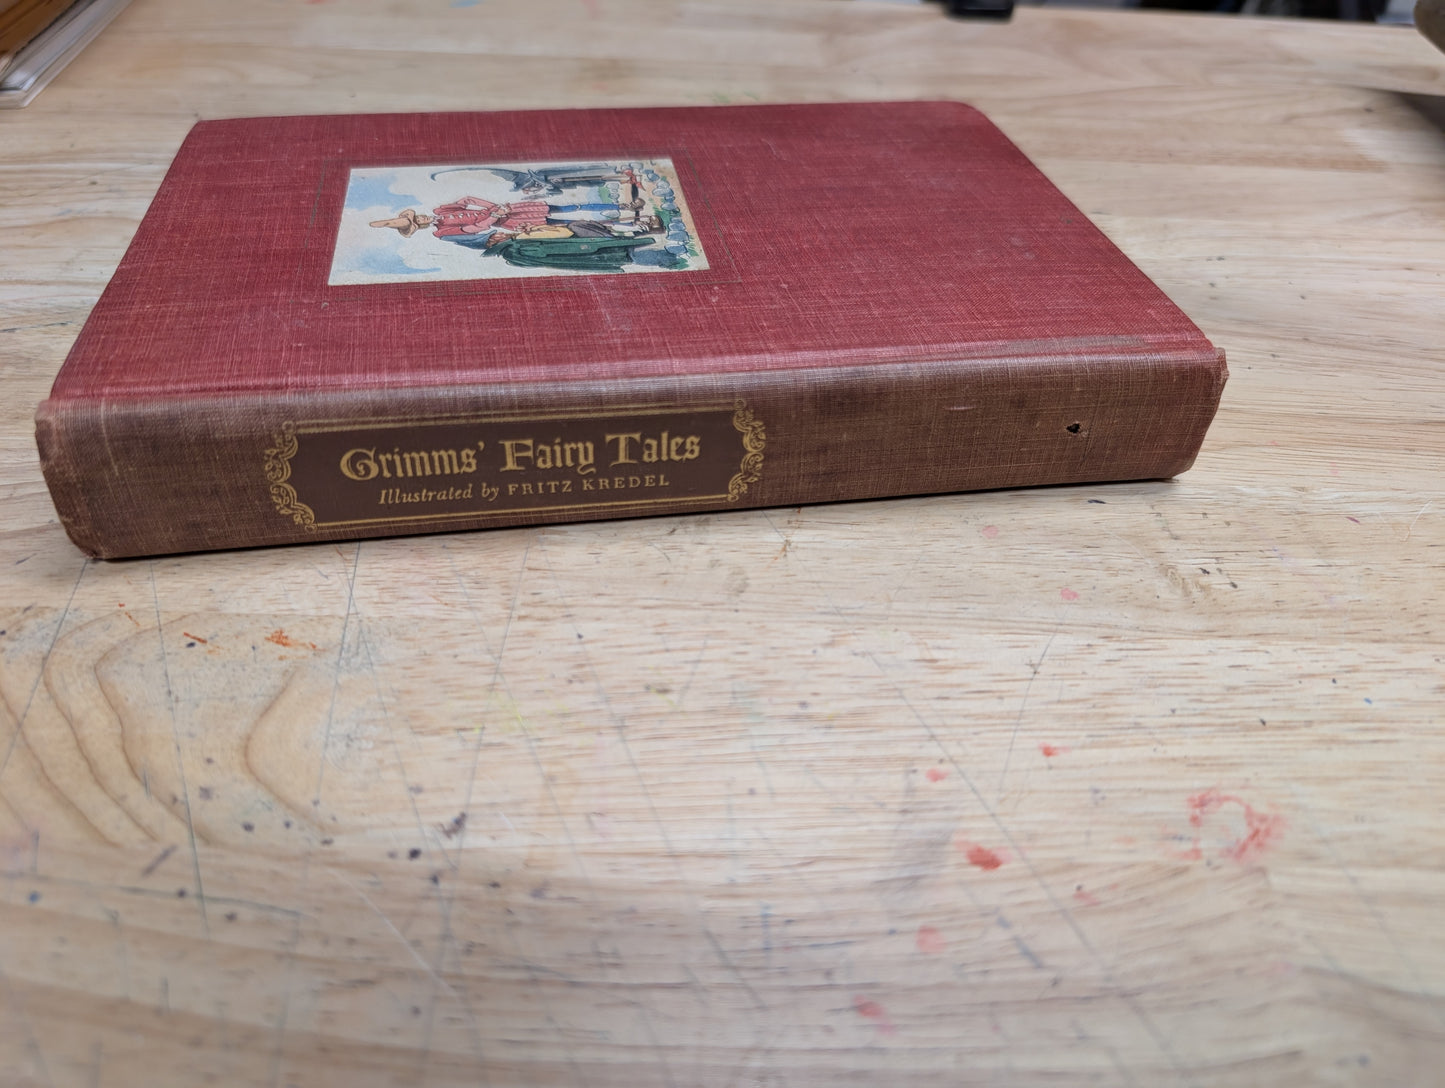 Grimms' Fairy Tales
Illustrated by FRITZ KREDEL